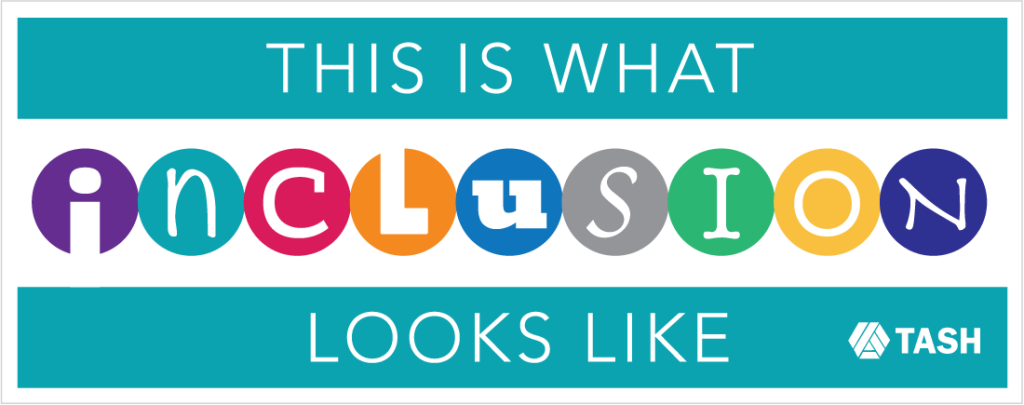 THIS IS WHAT
inCLuSION
LOOKS LIKE
TASH